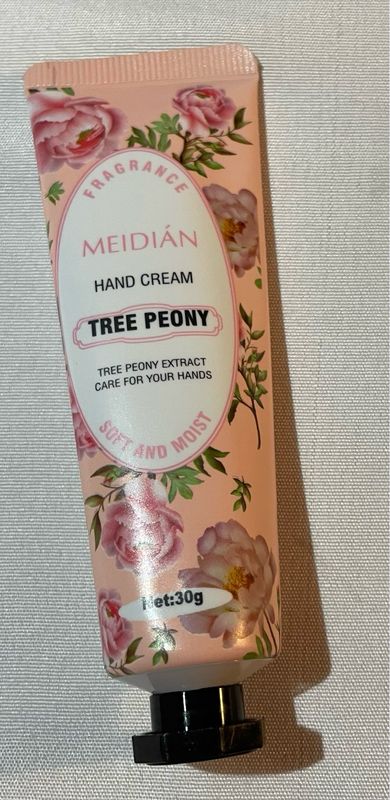 FRAGRANCE
MEIDIÁN
HAND CREAM
TREE PEONY
TREE PEONY EXTRACT
CARE FOR YOUR HANDS
SOFT AND MOIST
Net:30g